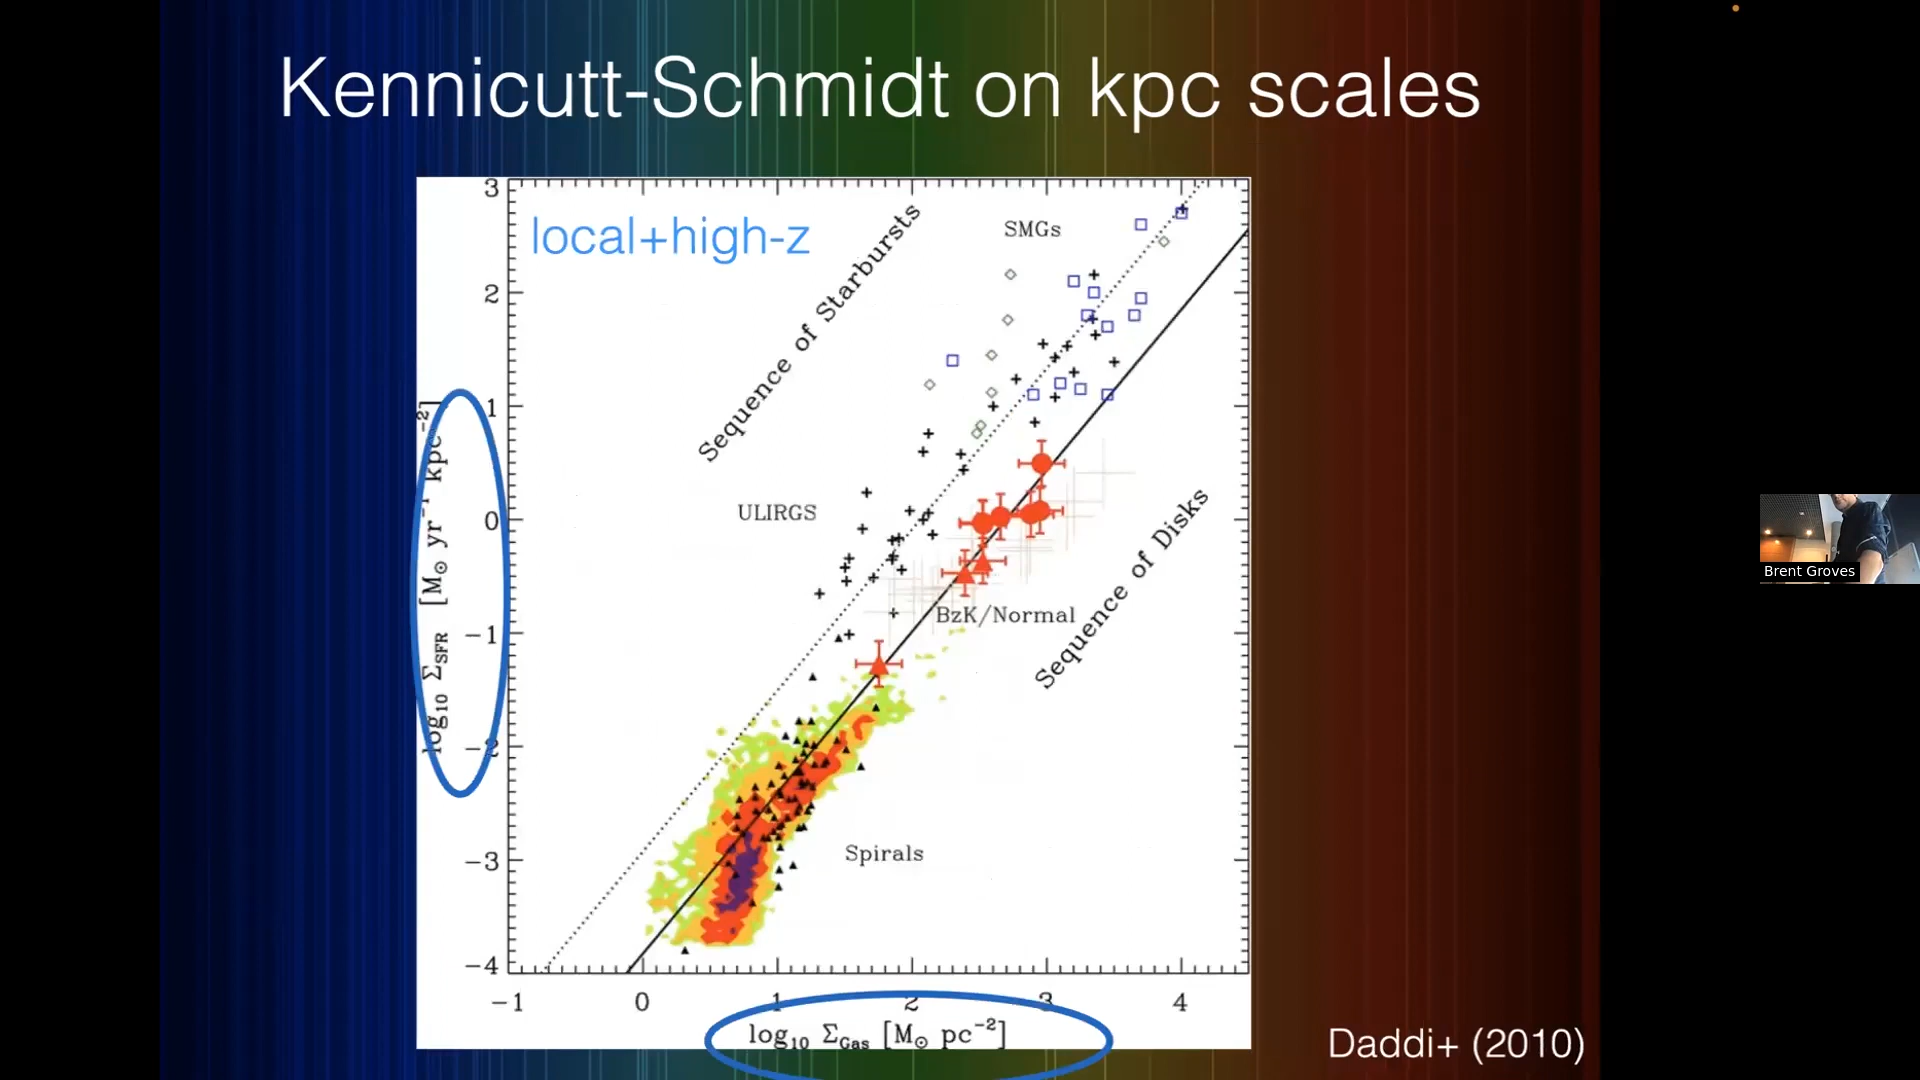 Kennicutt-Schmidt on kpc scales
local+high-z
SMGs
Sequence of Starbursts
ULIRGS
BzK/Normal
Sequence of Disks
Spirals
3
2
1
0
−1
−2
−3
−4
−1
0
1
2
3
4
log₁₀ Σ_SFR [M⊙ yr⁻¹ kpc⁻²]
log₁₀ Σ_Gas [M⊙ pc⁻²]
Daddi+ (2010)
Brent Groves